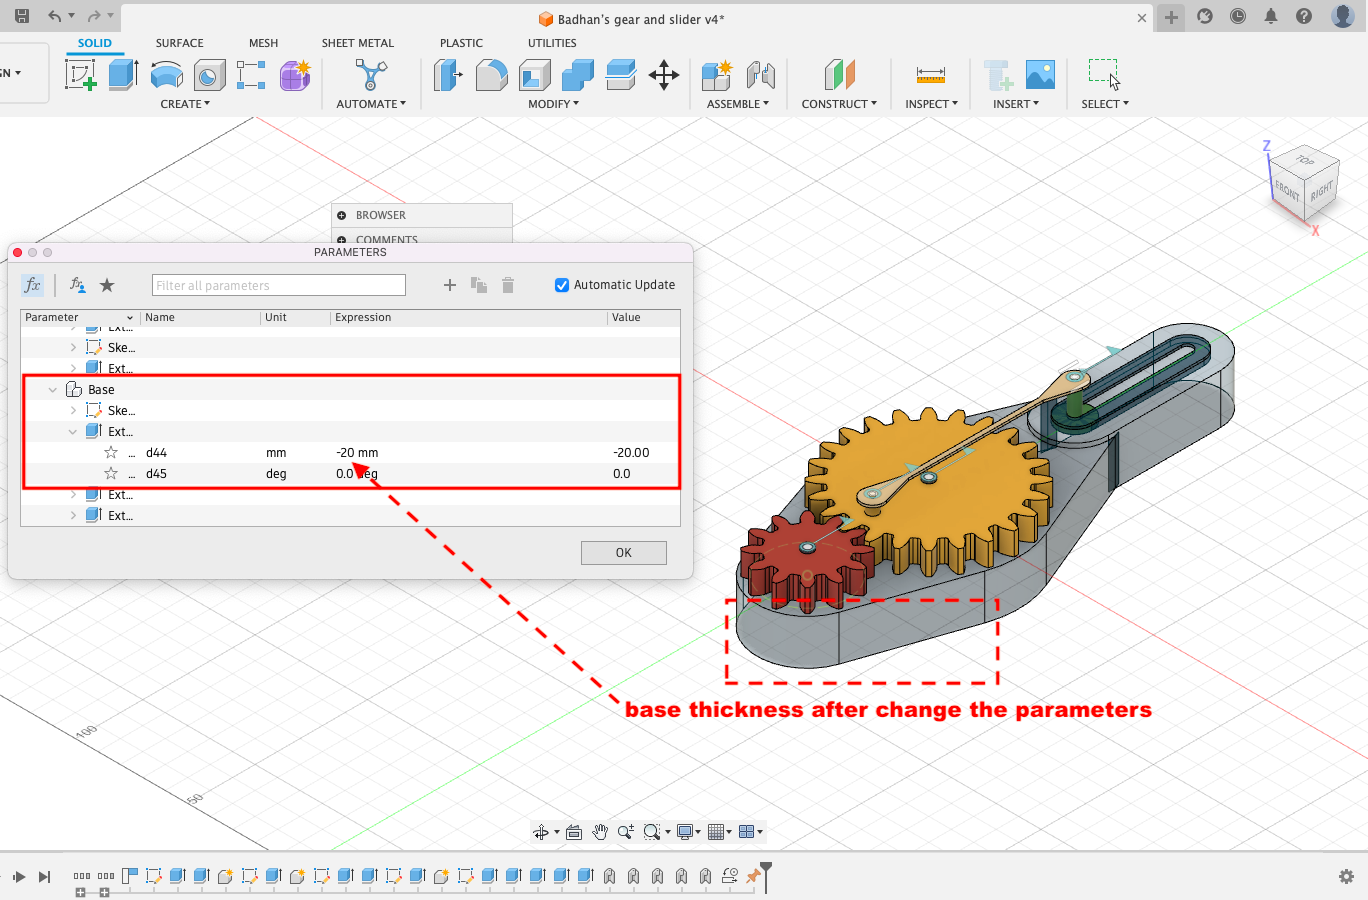 Badhan's gear and slider v4*
SOLID SURFACE MESH SHEET METAL PLASTIC UTILITIES
GN
CREATE AUTOMATE MODIFY ASSEMBLE CONSTRUCT INSPECT INSERT SELECT
Z
TOP
FRONT RIGHT
X
BROWSER
COMMENTS
PARAMETERS
fx fx Filter all parameters Automatic Update
Parameter Name Unit Expression Value
Ext...
Ske...
Ext...
Base
Ske...
Ext...
... d44 mm -20 mm -20.00
... d45 deg 0.0 deg 0.0
Ext...
Ext...
OK
base thickness after change the parameters
100
50